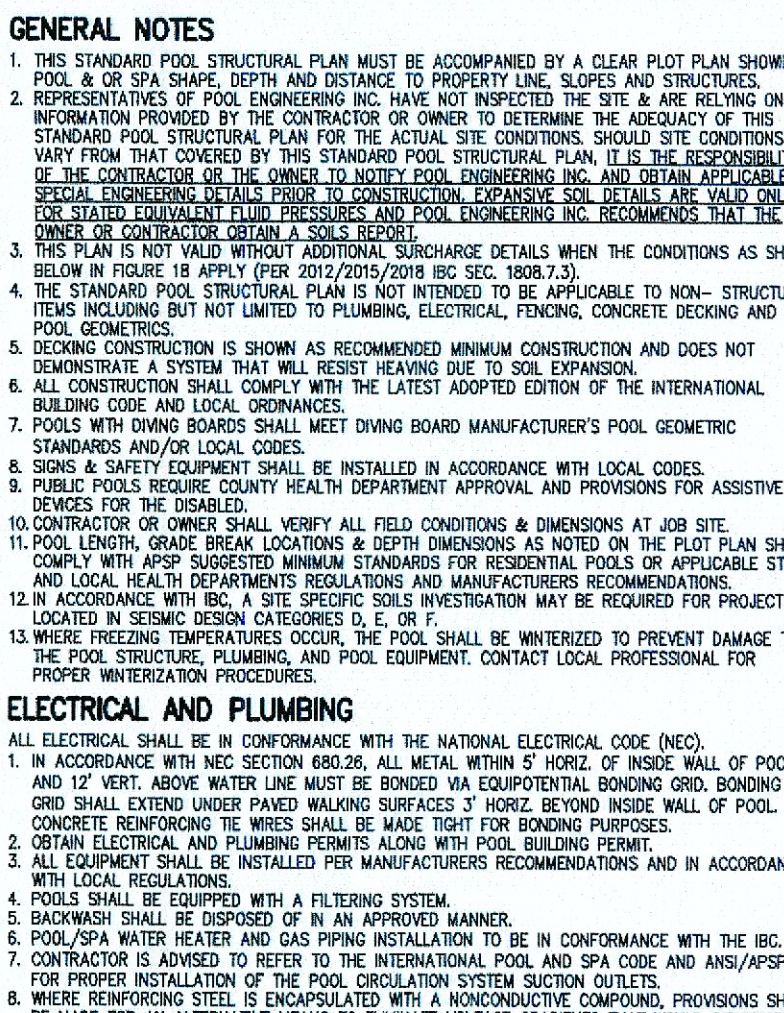 GENERAL NOTES
1. THIS STANDARD POOL STRUCTURAL PLAN MUST BE ACCOMPANIED BY A CLEAR PLOT PLAN SHOWI
POOL & OR SPA SHAPE, DEPTH AND DISTANCE TO PROPERTY LINE, SLOPES AND STRUCTURES.
2. REPRESENTATIVES OF POOL ENGINEERING INC. HAVE NOT INSPECTED THE SITE & ARE RELYING ON
INFORMATION PROVIDED BY THE CONTRACTOR OR OWNER TO DETERMINE THE ADEQUACY OF THIS
STANDARD POOL STRUCTURAL PLAN FOR THE ACTUAL SITE CONDITIONS. SHOULD SITE CONDITIONS
VARY FROM THAT COVERED BY THIS STANDARD POOL STRUCTURAL PLAN, IT IS THE RESPONSIBILIT
OF THE CONTRACTOR OR THE OWNER TO NOTIFY POOL ENGINEERING INC. AND OBTAIN APPLICABLE
SPECIAL ENGINEERING DETAILS PRIOR TO CONSTRUCTION. EXPANSIVE SOIL DETAILS ARE VALID ONL
FOR STATED EQUIVALENT FLUID PRESSURES AND POOL ENGINEERING INC. RECOMMENDS THAT THE
OWNER OR CONTRACTOR OBTAIN A SOILS REPORT.
3. THIS PLAN IS NOT VALID WITHOUT ADDITIONAL SURCHARGE DETAILS WHEN THE CONDITIONS AS SH
BELOW IN FIGURE 18 APPLY (PER 2012/2015/2018 IBC SEC. 1808.7.3).
4. THE STANDARD POOL STRUCTURAL PLAN IS NOT INTENDED TO BE APPLICABLE TO NON- STRUCTU
ITEMS INCLUDING BUT NOT LIMITED TO PLUMBING, ELECTRICAL, FENCING, CONCRETE DECKING AND
POOL GEOMETRICS.
5. DECKING CONSTRUCTION IS SHOWN AS RECOMMENDED MINIMUM CONSTRUCTION AND DOES NOT
DEMONSTRATE A SYSTEM THAT WILL RESIST HEAVING DUE TO SOIL EXPANSION.
6. ALL CONSTRUCTION SHALL COMPLY WITH THE LATEST ADOPTED EDITION OF THE INTERNATIONAL
BUILDING CODE AND LOCAL ORDINANCES.
7. POOLS WITH DIVING BOARDS SHALL MEET DIVING BOARD MANUFACTURER'S POOL GEOMETRIC
STANDARDS AND/OR LOCAL CODES.
8. SIGNS & SAFETY EQUIPMENT SHALL BE INSTALLED IN ACCORDANCE WITH LOCAL CODES.
9. PUBLIC POOLS REQUIRE COUNTY HEALTH DEPARTMENT APPROVAL AND PROVISIONS FOR ASSISTIVE
DEVICES FOR THE DISABLED.
10. CONTRACTOR OR OWNER SHALL VERIFY ALL FIELD CONDITIONS & DIMENSIONS AT JOB SITE.
11. POOL LENGTH, GRADE BREAK LOCATIONS & DEPTH DIMENSIONS AS NOTED ON THE PLOT PLAN SH
COMPLY WITH APSP SUGGESTED MINIMUM STANDARDS FOR RESIDENTIAL POOLS OR APPLICABLE ST
AND LOCAL HEALTH DEPARTMENTS REGULATIONS AND MANUFACTURERS RECOMMENDATIONS.
12. IN ACCORDANCE WITH IBC, A SITE SPECIFIC SOILS INVESTIGATION MAY BE REQUIRED FOR PROJECT
LOCATED IN SEISMIC DESIGN CATEGORIES D, E, OR F.
13. WHERE FREEZING TEMPERATURES OCCUR, THE POOL SHALL BE WINTERIZED TO PREVENT DAMAGE T
THE POOL STRUCTURE, PLUMBING, AND POOL EQUIPMENT. CONTACT LOCAL PROFESSIONAL FOR
PROPER WINTERIZATION PROCEDURES.
ELECTRICAL AND PLUMBING
ALL ELECTRICAL SHALL BE IN CONFORMANCE WITH THE NATIONAL ELECTRICAL CODE (NEC).
1. IN ACCORDANCE WITH NEC SECTION 680.26, ALL METAL WITHIN 5' HORIZ. OF INSIDE WALL OF POO
AND 12' VERT. ABOVE WATER LINE MUST BE BONDED VIA EQUIPOTENTIAL BONDING GRID. BONDING
GRID SHALL EXTEND UNDER PAVED WALKING SURFACES 3' HORIZ. BEYOND INSIDE WALL OF POOL.
CONCRETE REINFORCING TIE WIRES SHALL BE MADE TIGHT FOR BONDING PURPOSES.
2. OBTAIN ELECTRICAL AND PLUMBING PERMITS ALONG WITH POOL BUILDING PERMIT.
3. ALL EQUIPMENT SHALL BE INSTALLED PER MANUFACTURERS RECOMMENDATIONS AND IN ACCORDAN
WITH LOCAL REGULATIONS.
4. POOLS SHALL BE EQUIPPED WITH A FILTERING SYSTEM.
5. BACKWASH SHALL BE DISPOSED OF IN AN APPROVED MANNER.
6. POOL/SPA WATER HEATER AND GAS PIPING INSTALLATION TO BE IN CONFORMANCE WITH THE IBC.
7. CONTRACTOR IS ADVISED TO REFER TO THE INTERNATIONAL POOL AND SPA CODE AND ANSI/APSP
FOR PROPER INSTALLATION OF THE POOL CIRCULATION SYSTEM SUCTION OUTLETS.
8. WHERE REINFORCING STEEL IS ENCAPSULATED WITH A NONCONDUCTIVE COMPOUND, PROVISIONS SH